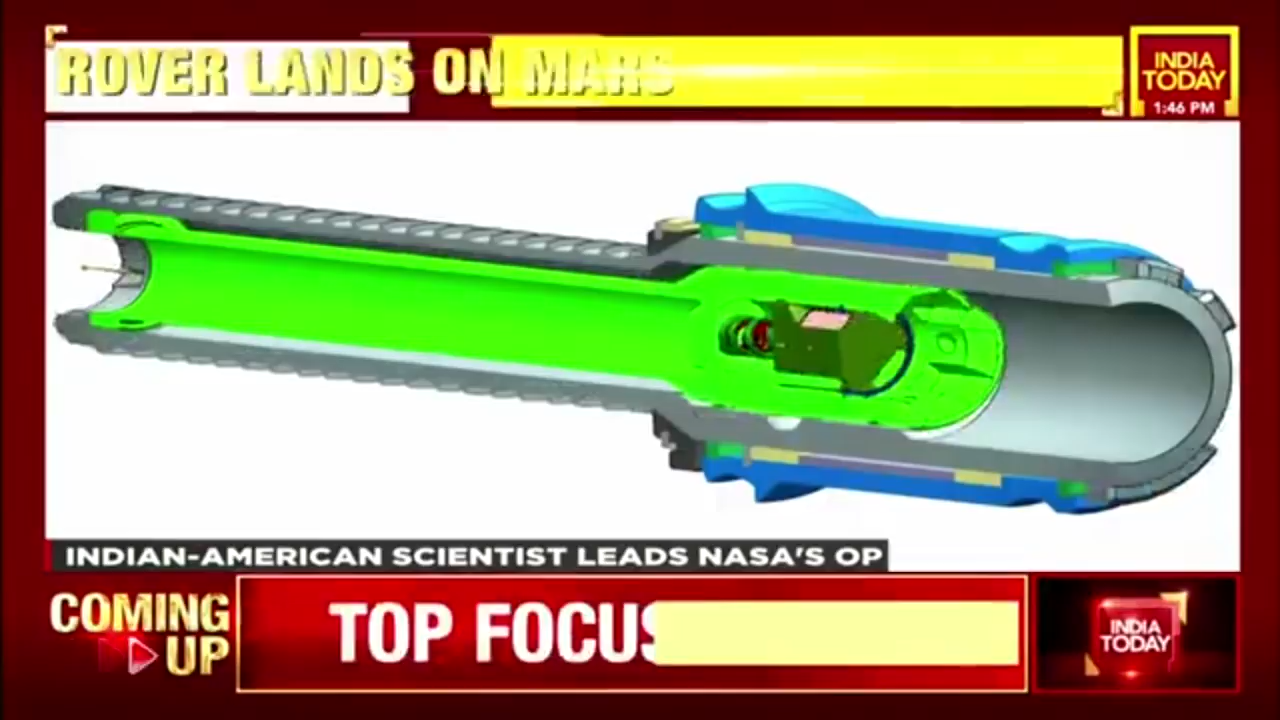 ROVER LANDS ON MARS
INDIA
TODAY
1:46 PM
INDIAN-AMERICAN SCIENTIST LEADS NASA'S OP
COMING
UP
TOP FOCUS
INDIA
TODAY